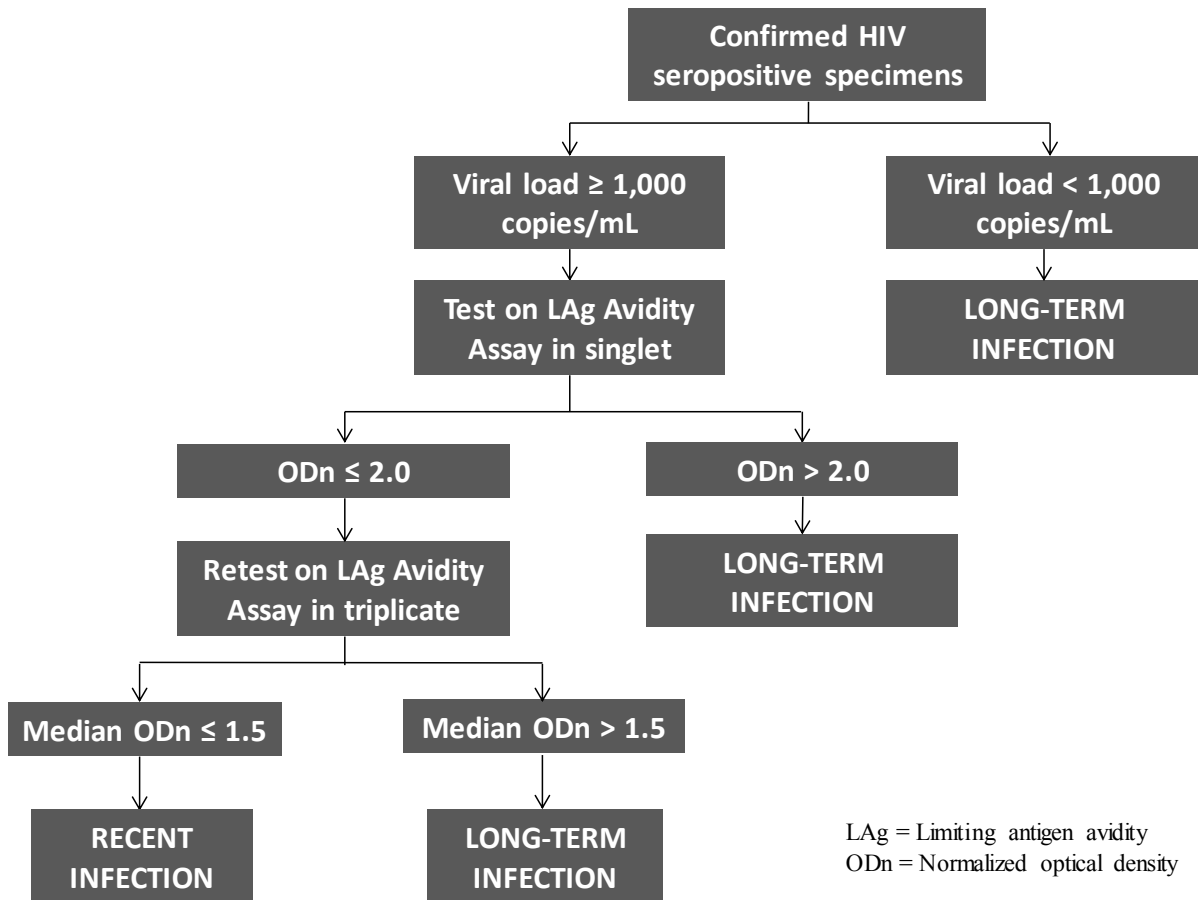 Confirmed HIV
seropositive specimens
Viral load ≥ 1,000
copies/mL
Viral load < 1,000
copies/mL
Test on LAg Avidity
Assay in singlet
LONG-TERM
INFECTION
ODn ≤ 2.0
ODn > 2.0
Retest on LAg Avidity
Assay in triplicate
LONG-TERM
INFECTION
Median ODn ≤ 1.5
Median ODn > 1.5
RECENT
INFECTION
LONG-TERM
INFECTION
LAg = Limiting antigen avidity
ODn = Normalized optical density